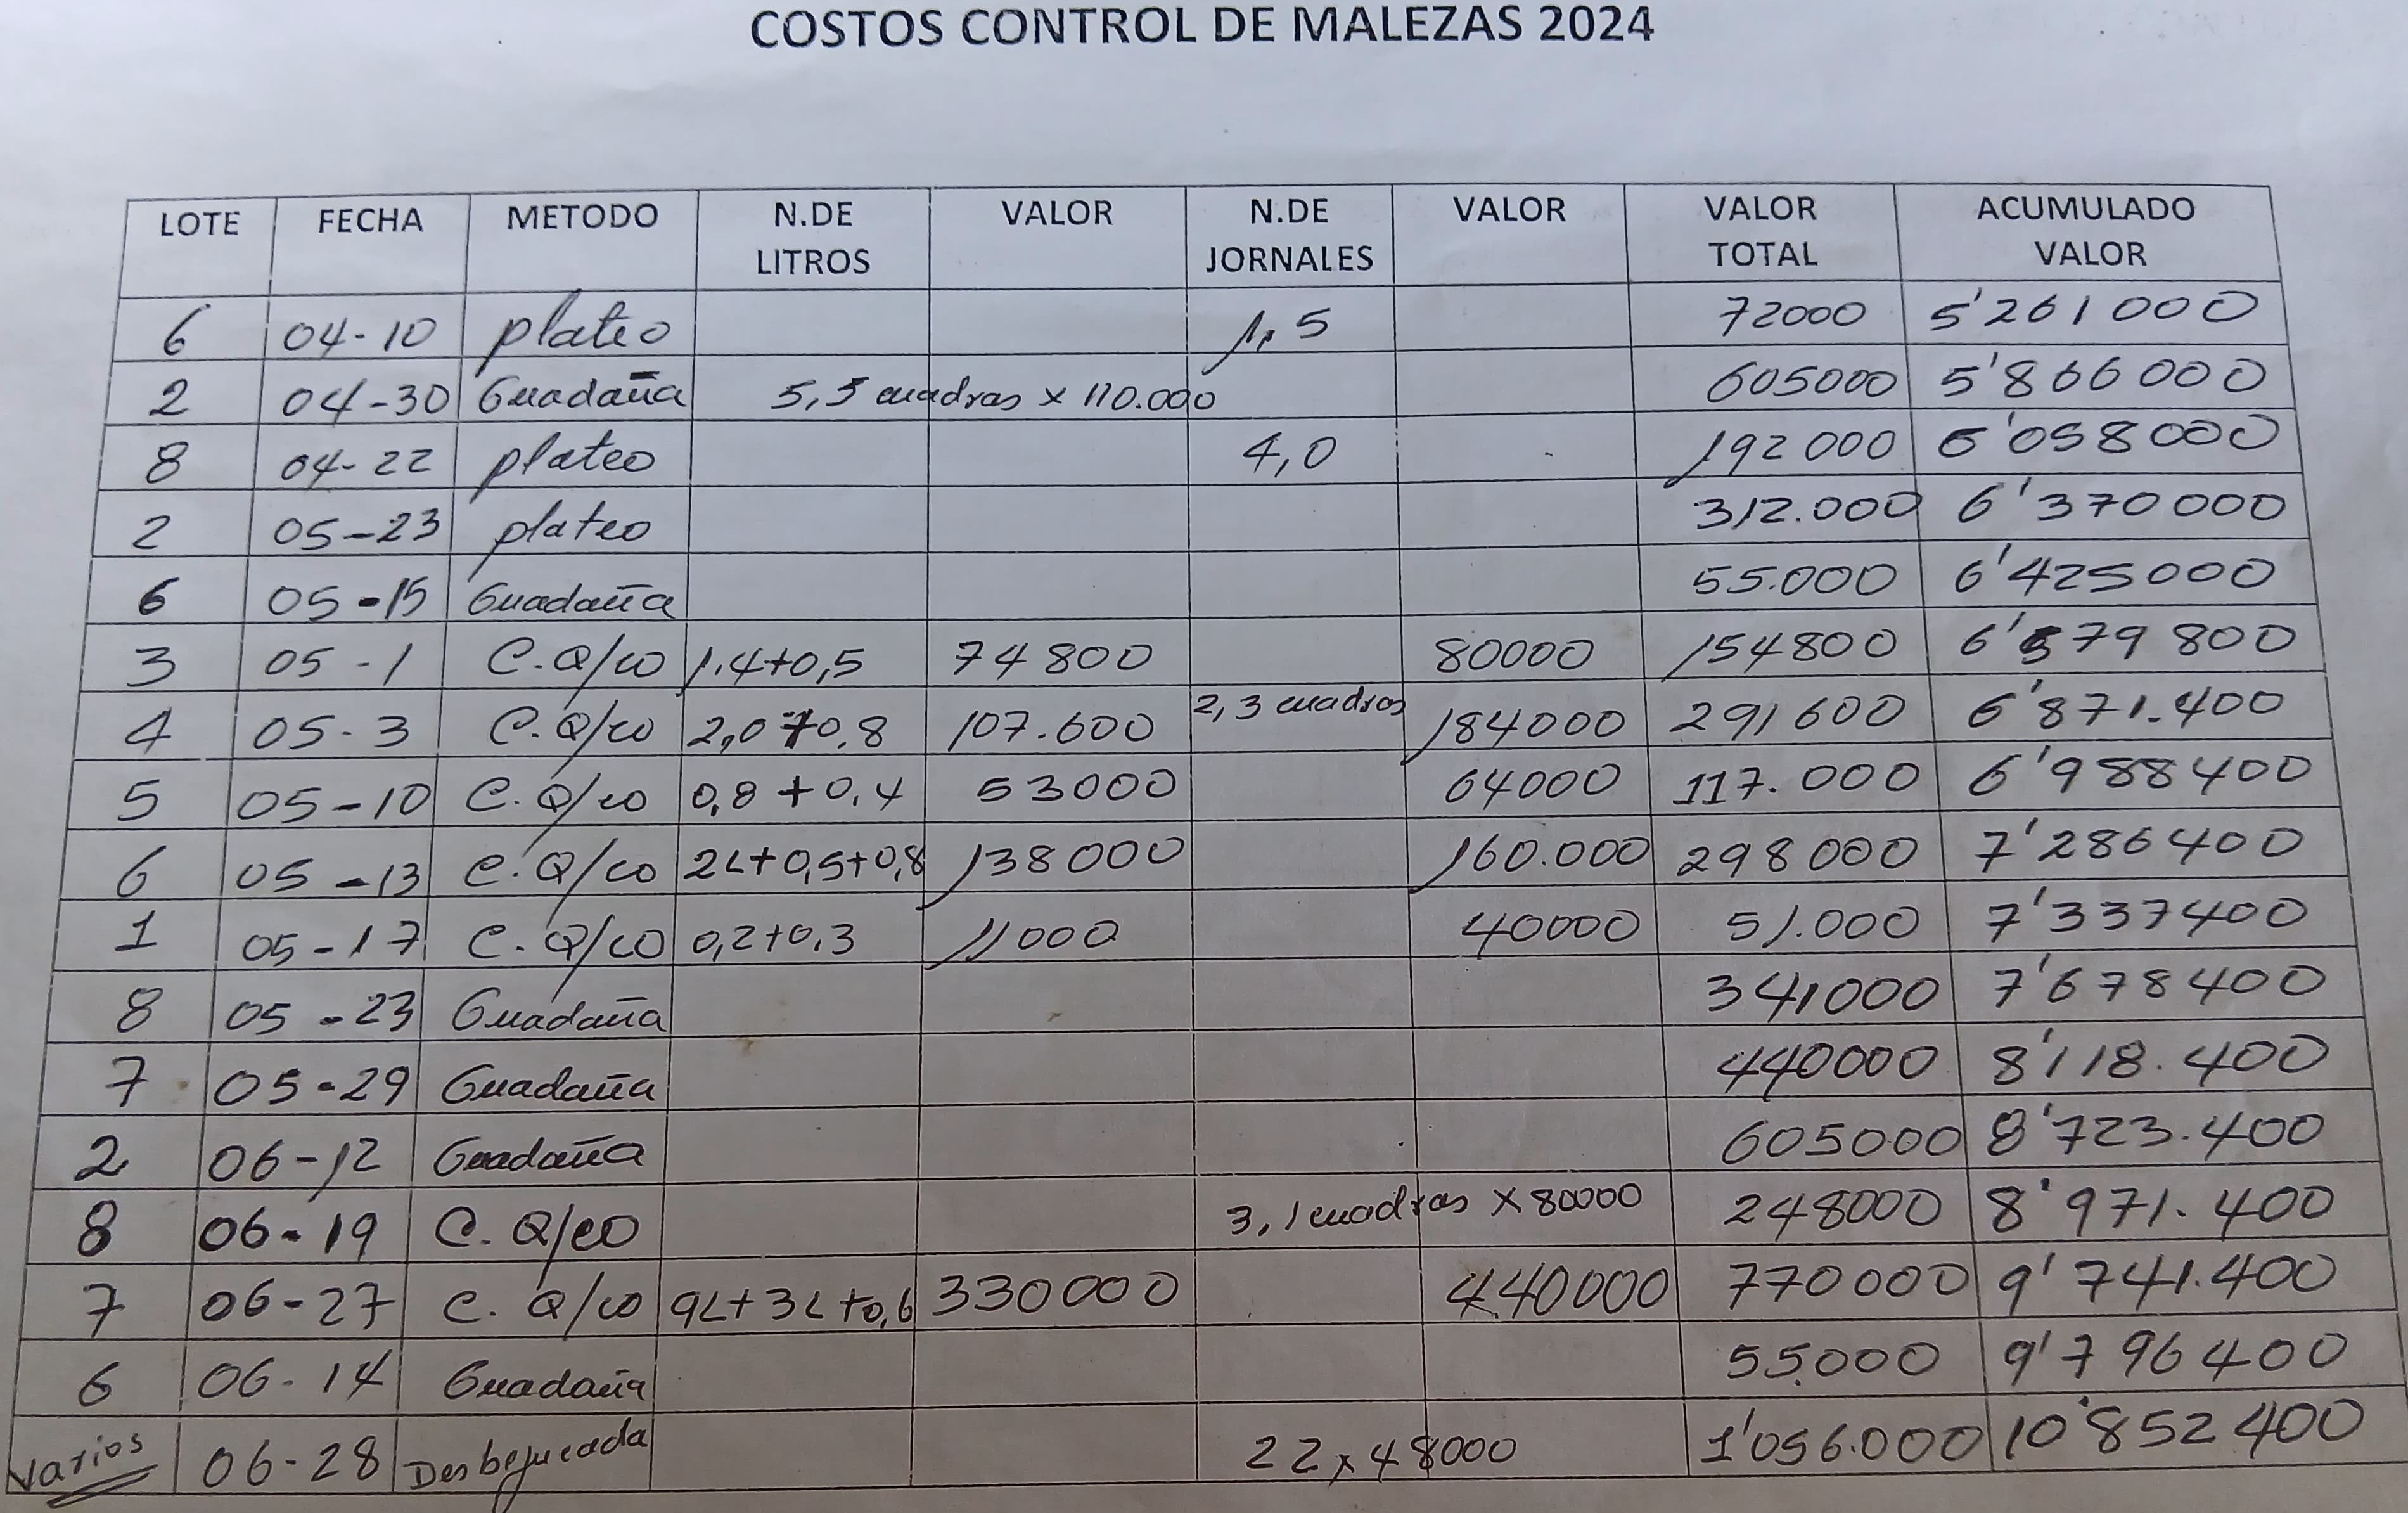 COSTOS CONTROL DE MALEZAS 2024
LOTE FECHA METODO N.DE LITROS VALOR N.DE JORNALES VALOR VALOR TOTAL ACUMULADO VALOR
6 04-10 plateo 1,5 72000 5'261000
2 04-30 Guadaña 5,5 cuadras x 110.000 605000 5'866000
8 04-22 plateo 4,0 192000 6'058000
2 05-23 plateo 312.000 6'370000
6 05-15 Guadaña 55.000 6'425000
3 05-1 C.Q/co 1.4+0,5 74800 80000 154800 6'579800
4 05-3 C.Q/co 2,0+0,8 107.600 2,3 cuadras 184000 291600 6'871.400
5 05-10 C.Q/co 0,8+0,4 53000 64000 117.000 6'988400
6 05-13 C.Q/co 2L+0,5+0,8 138000 160.000 298000 7'286400
1 05-17 C.Q/co 0,2+0,3 11000 40000 51.000 7'337400
8 05-23 Guadaña 341000 7'678400
7 05-29 Guadaña 440000 8'118.400
2 06-12 Guadaña 605000 8'723.400
8 06-19 C.Q/co 3,1 cuadras x 80000 248000 8'971.400
7 06-27 C.Q/co 9L+3L+0,6 330000 440000 770000 9'741.400
6 06-14 Guadaña 55.000 9'796400
Varios 06-28 Desbejucada 22 x 48000 1'056.000 10'852400